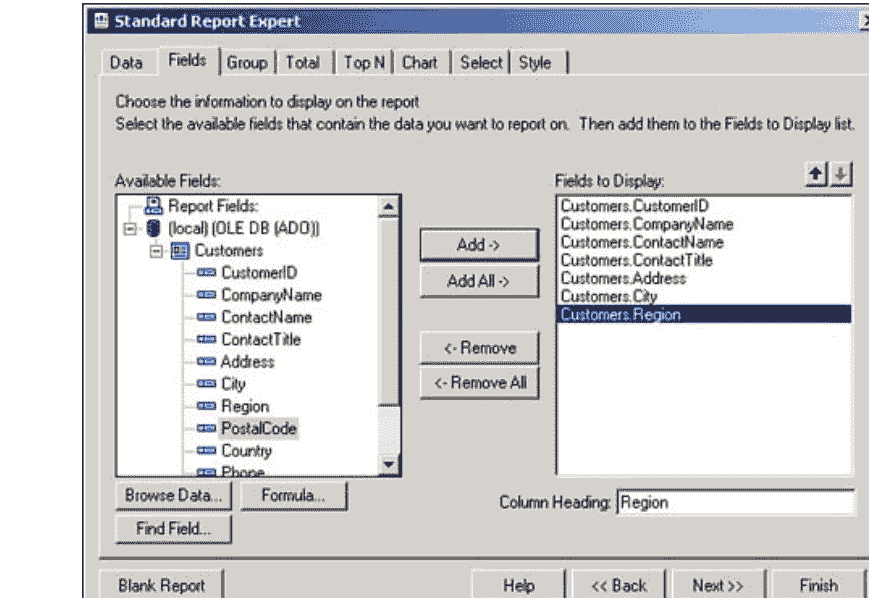 Standard Report Expert
Data Fields Group Total Top N Chart Select Style
Choose the information to display on the report
Select the available fields that contain the data you want to report on. Then add them to the Fields to Display list.
Available Fields:
Report Fields:
(local) (OLE DB (ADO))
Customers
CustomerID
CompanyName
ContactName
ContactTitle
Address
City
Region
PostalCode
Country
Phone
Browse Data...
Formula...
Find Field...
Add ->
Add All ->
<- Remove
<- Remove All
Fields to Display:
Customers.CustomerID
Customers.CompanyName
Customers.ContactName
Customers.ContactTitle
Customers.Address
Customers.City
Customers.Region
Column Heading: Region
Blank Report
Help
<< Back
Next >>
Finish